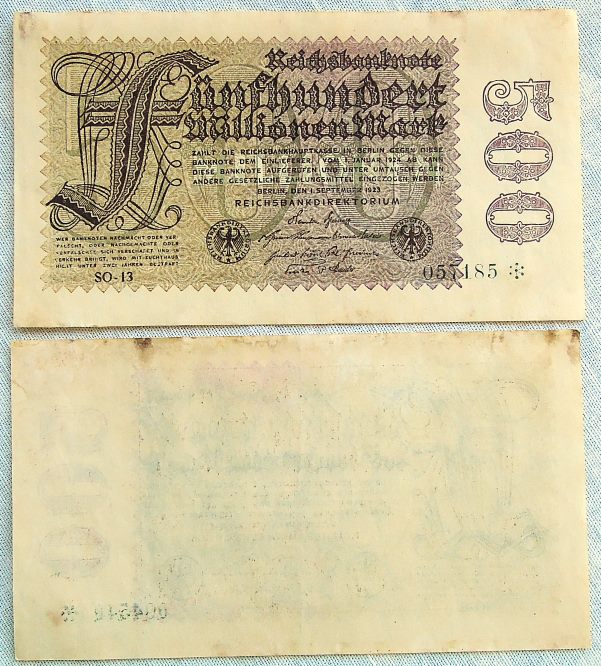 Reichsbanknote
Fünfhundert
Millionen Mark
ZAHLT DIE REICHSBANKHAUPTKASSE IN BERLIN GEGEN DIESE
BANKNOTE DEM EINLIEFERER. VOM 1. JANUAR 1924 AB KANN
DIESE BANKNOTE AUFGERUFEN UND UNTER UMTAUSCH GEGEN
ANDERE GESETZLICHE ZAHLUNGSMITTEL EINGEZOGEN WERDEN
BERLIN, DEN 1. SEPTEMBER 1923
REICHSBANKDIREKTORIUM
WER BANKNOTEN NACHMACHT ODER VER-
FÄLSCHT, ODER NACHGEMACHTE ODER
VERFÄLSCHTE SICH VERSCHAFFT UND IN
VERKEHR BRINGT, WIRD MIT ZUCHTHAUS
NICHT UNTER ZWEI JAHREN BESTRAFT
SO-13
057185 ✻
500